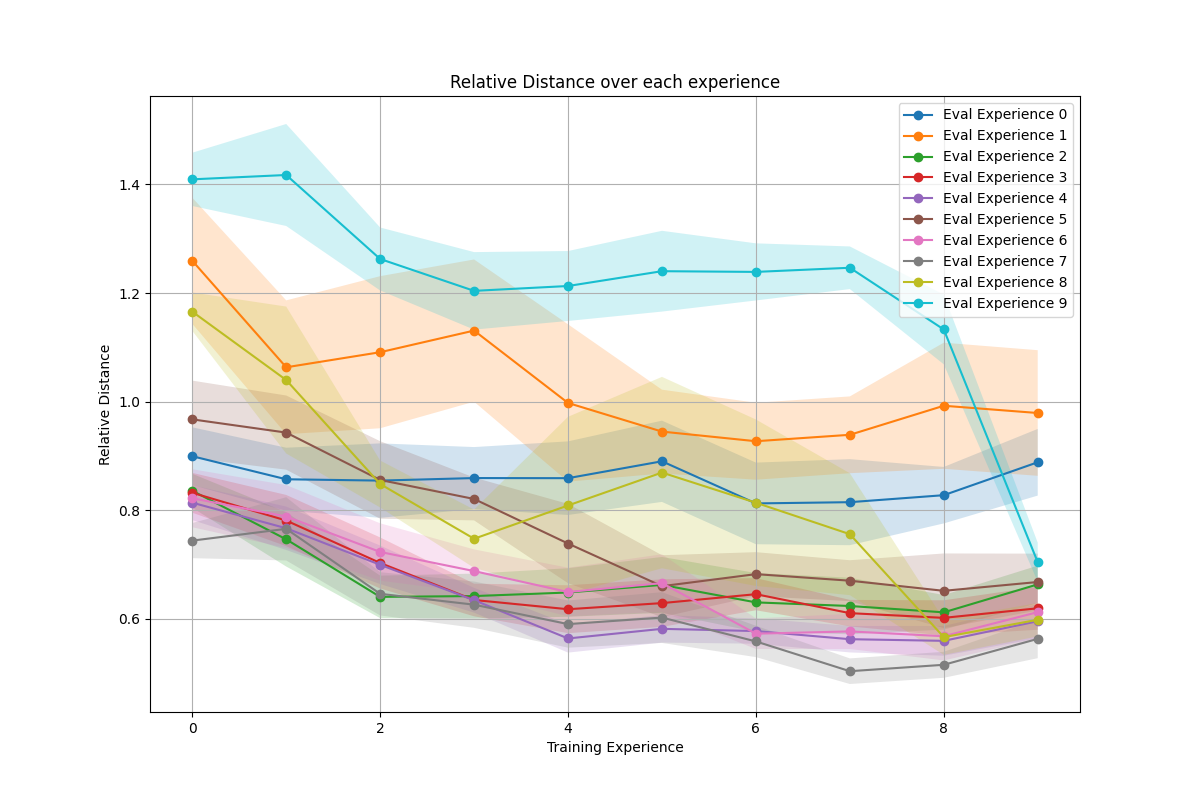 Relative Distance over each experience
Eval Experience 0
Eval Experience 1
Eval Experience 2
Eval Experience 3
Eval Experience 4
Eval Experience 5
Eval Experience 6
Eval Experience 7
Eval Experience 8
Eval Experience 9
Relative Distance
1.4
1.2
1.0
0.8
0.6
0 2 4 6 8
Training Experience